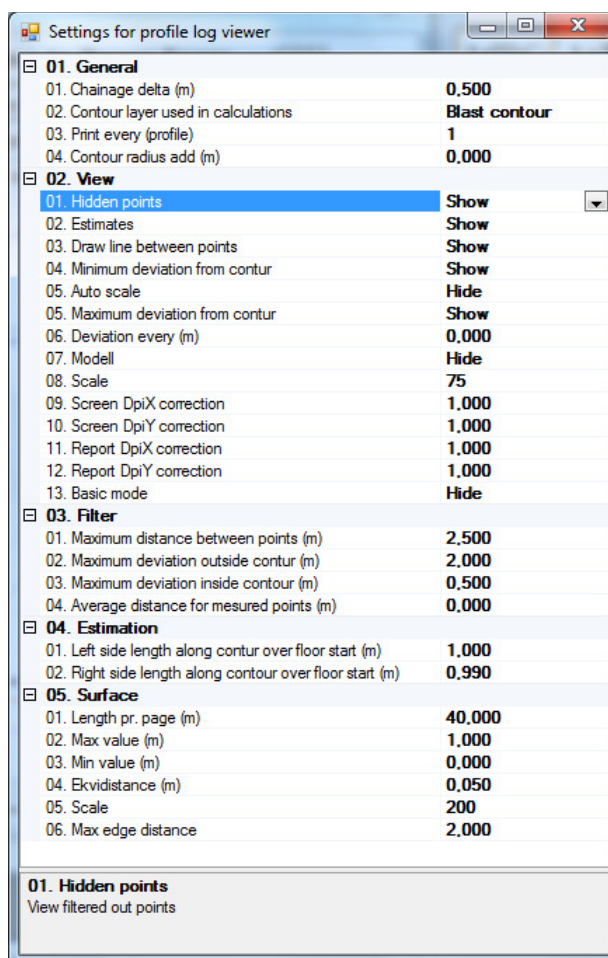 Settings for profile log viewer
01. General
01. Chainage delta (m) 0,500
02. Contour layer used in calculations Blast contour
03. Print every (profile) 1
04. Contour radius add (m) 0,000
02. View
01. Hidden points Show
02. Estimates Show
03. Draw line between points Show
04. Minimum deviation from contur Show
05. Auto scale Hide
05. Maximum deviation from contur Show
06. Deviation every (m) 0,000
07. Modell Hide
08. Scale 75
09. Screen DpiX correction 1,000
10. Screen DpiY correction 1,000
11. Report DpiX correction 1,000
12. Report DpiY correction 1,000
13. Basic mode Hide
03. Filter
01. Maximum distance between points (m) 2,500
02. Maximum deviation outside contur (m) 2,000
03. Maximum deviation inside contour (m) 0,500
04. Average distance for mesured points (m) 0,000
04. Estimation
01. Left side length along contur over floor start (m) 1,000
02. Right side length along contour over floor start (m) 0,990
05. Surface
01. Length pr. page (m) 40,000
02. Max value (m) 1,000
03. Min value (m) 0,000
04. Ekvidistance (m) 0,050
05. Scale 200
06. Max edge distance 2,000
01. Hidden points
View filtered out points